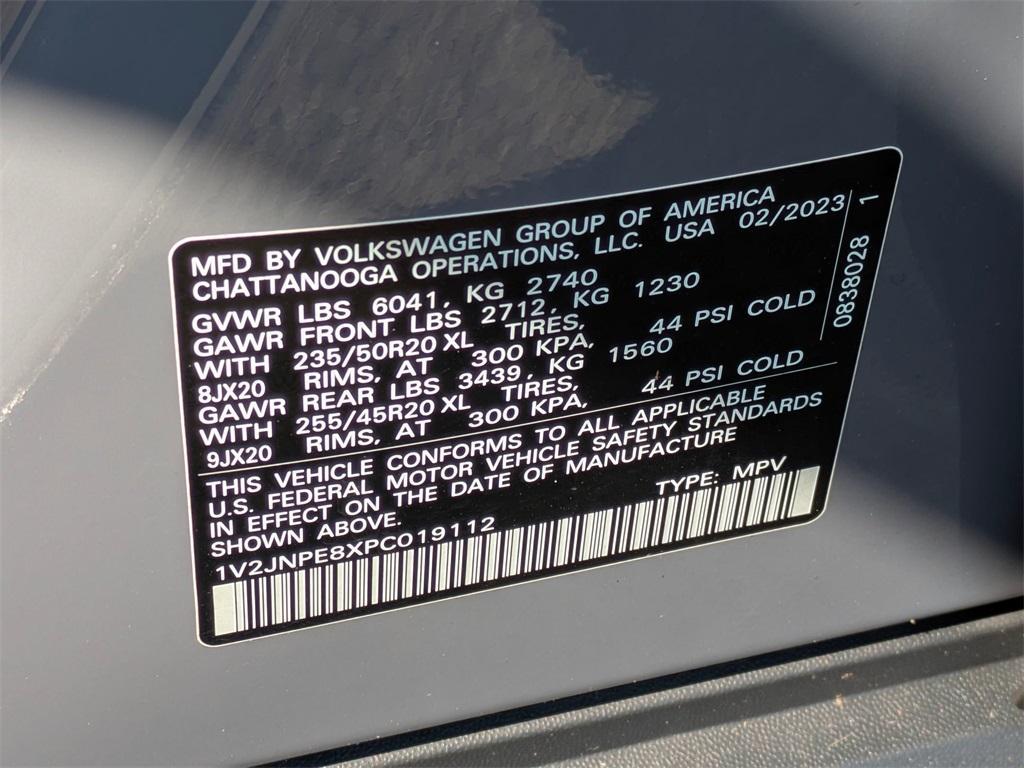 MFD BY VOLKSWAGEN GROUP OF AMERICA
CHATTANOOGA OPERATIONS, LLC. USA 02/2023
GVWR LBS 6041, KG 2740
GAWR FRONT LBS 2712, KG 1230
WITH 235/50R20 XL TIRES,
8JX20 RIMS, AT 300 KPA, 44 PSI COLD
GAWR REAR LBS 3439, KG 1560
WITH 255/45R20 XL TIRES,
9JX20 RIMS, AT 300 KPA, 44 PSI COLD
THIS VEHICLE CONFORMS TO ALL APPLICABLE
U.S. FEDERAL MOTOR VEHICLE SAFETY STANDARDS
IN EFFECT ON THE DATE OF MANUFACTURE
SHOWN ABOVE. TYPE: MPV
1V2JNPE8XPC019112
0838028 1